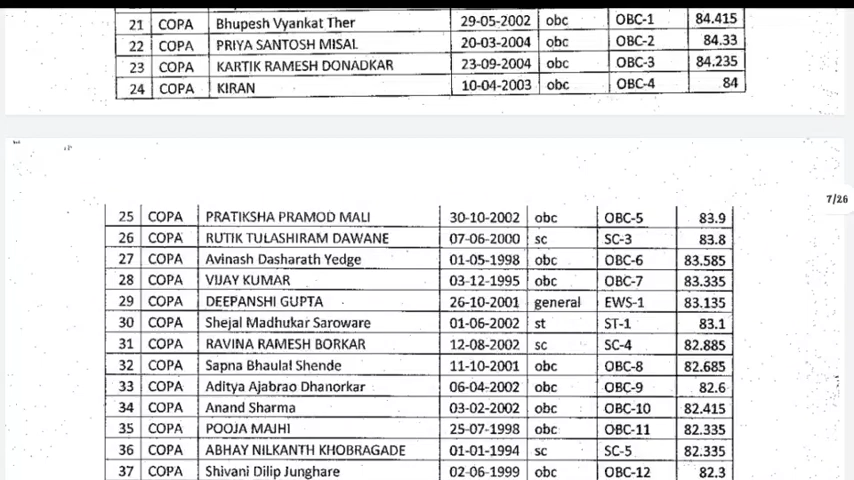 21 COPA Bhupesh Vyankat Ther 29-05-2002 obc OBC-1 84.415
22 COPA PRIYA SANTOSH MISAL 20-03-2004 obc OBC-2 84.33
23 COPA KARTIK RAMESH DONADKAR 23-09-2004 obc OBC-3 84.235
24 COPA KIRAN 10-04-2003 obc OBC-4 84
7/26
25 COPA PRATIKSHA PRAMOD MALI 30-10-2002 obc OBC-5 83.9
26 COPA RUTIK TULASHIRAM DAWANE 07-06-2000 sc SC-3 83.8
27 COPA Avinash Dasharath Yedge 01-05-1998 obc OBC-6 83.585
28 COPA VIJAY KUMAR 03-12-1995 obc OBC-7 83.335
29 COPA DEEPANSHI GUPTA 26-10-2001 general EWS-1 83.135
30 COPA Shejal Madhukar Saroware 01-06-2002 st ST-1 83.1
31 COPA RAVINA RAMESH BORKAR 12-08-2002 sc SC-4 82.885
32 COPA Sapna Bhaulal Shende 11-10-2001 obc OBC-8 82.685
33 COPA Aditya Ajabrao Dhanorkar 06-04-2002 obc OBC-9 82.6
34 COPA Anand Sharma 03-02-2002 obc OBC-10 82.415
35 COPA POOJA MAJHI 25-07-1998 obc OBC-11 82.335
36 COPA ABHAY NILKANTH KHOBRAGADE 01-01-1994 sc SC-5 82.335
37 COPA Shivani Dilip Junghare 02-06-1999 obc OBC-12 82.3